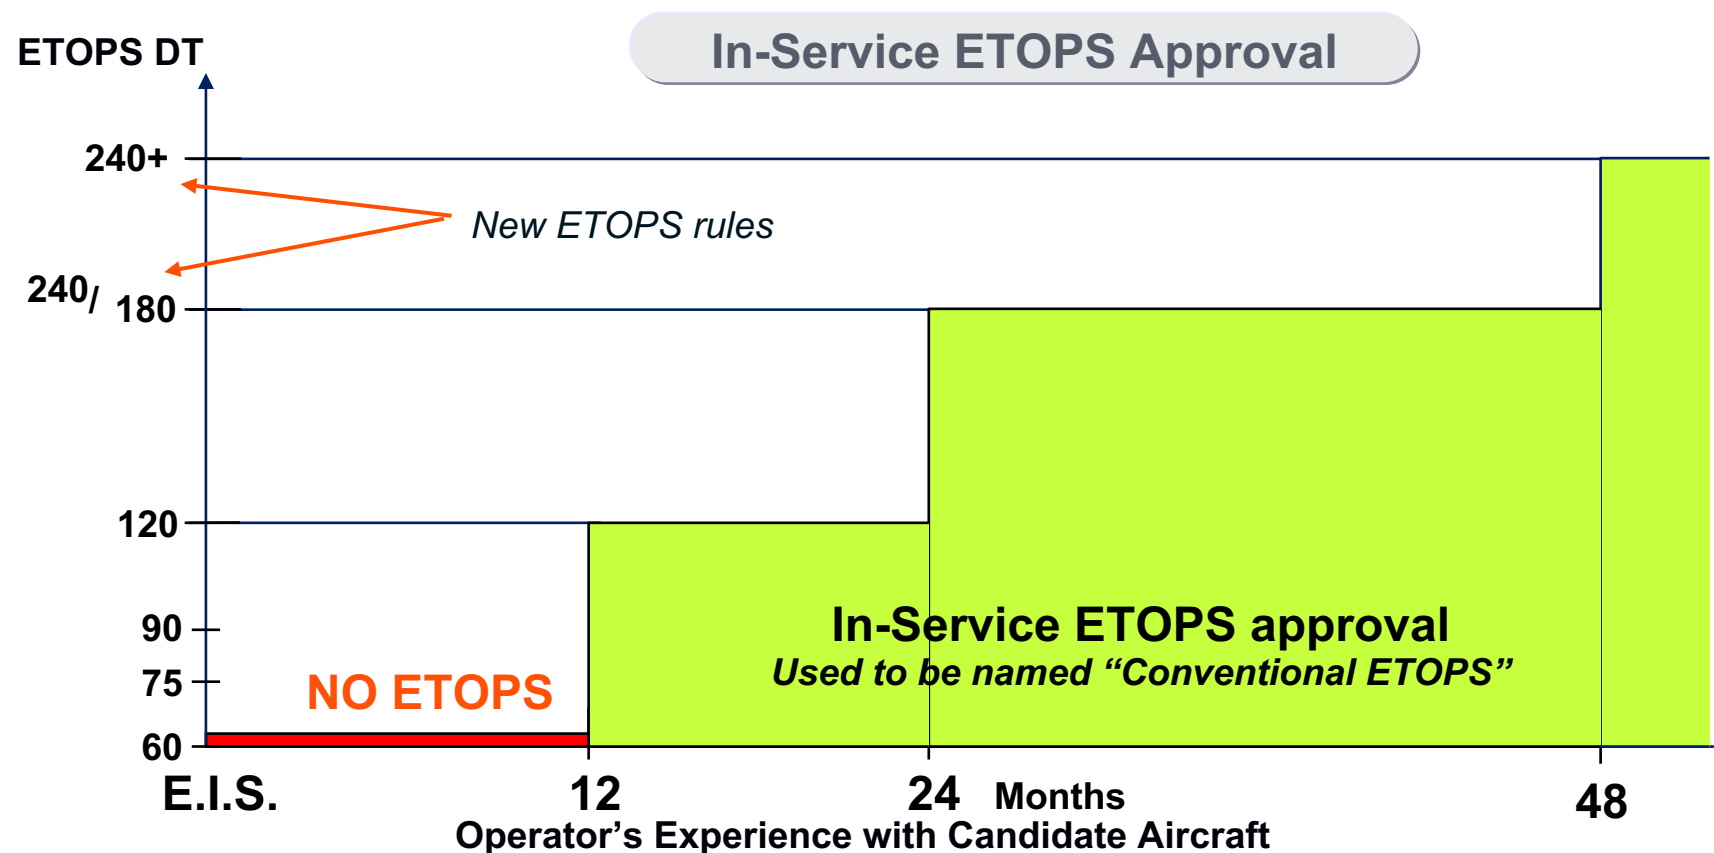 In-Service ETOPS Approval
ETOPS DT
240+
New ETOPS rules
240/ 180
120
90
In-Service ETOPS approval
75
Used to be named “Conventional ETOPS”
NO ETOPS
60
E.I.S. 12 24 Months 48
Operator’s Experience with Candidate Aircraft